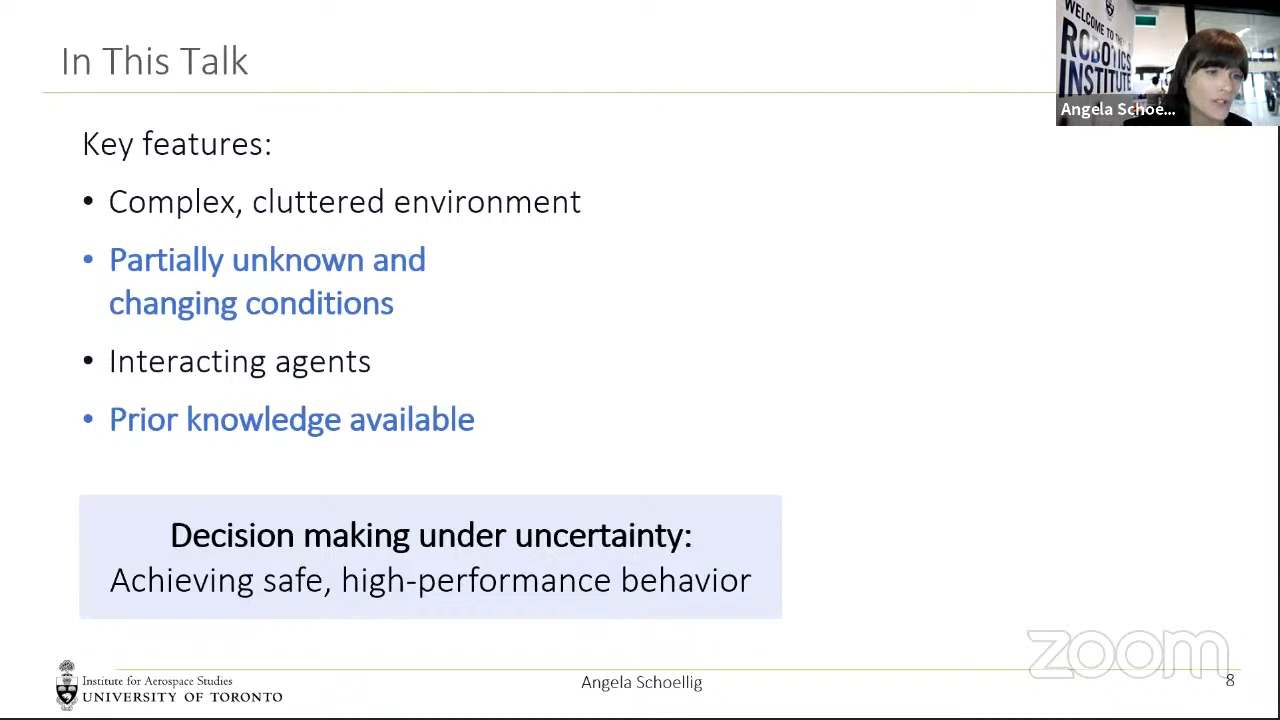 In This Talk
WELCOME TO THE
ROBOTICS
INSTITUTE
Angela Schoe...
Key features:
• Complex, cluttered environment
• Partially unknown and
changing conditions
• Interacting agents
• Prior knowledge available
Decision making under uncertainty:
Achieving safe, high-performance behavior
zoom
Institute for Aerospace Studies
UNIVERSITY OF TORONTO
Angela Schoellig
8